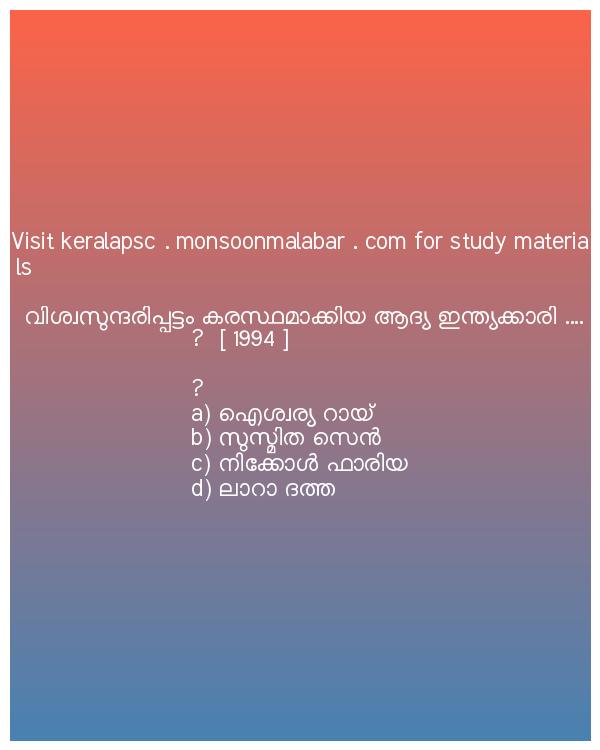 Visit keralapsc . monsoonmalabar . com for study materia
ls
വിശ്വസുന്ദരിപ്പട്ടം കരസ്ഥമാക്കിയ ആദ്യ ഇന്ത്യക്കാരി ....
? [ 1994 ]
?
a) ഐശ്വര്യ റായ്
b) സുസ്മിത സെൻ
c) നിക്കോൾ ഫാരിയ
d) ലാറാ ദത്ത